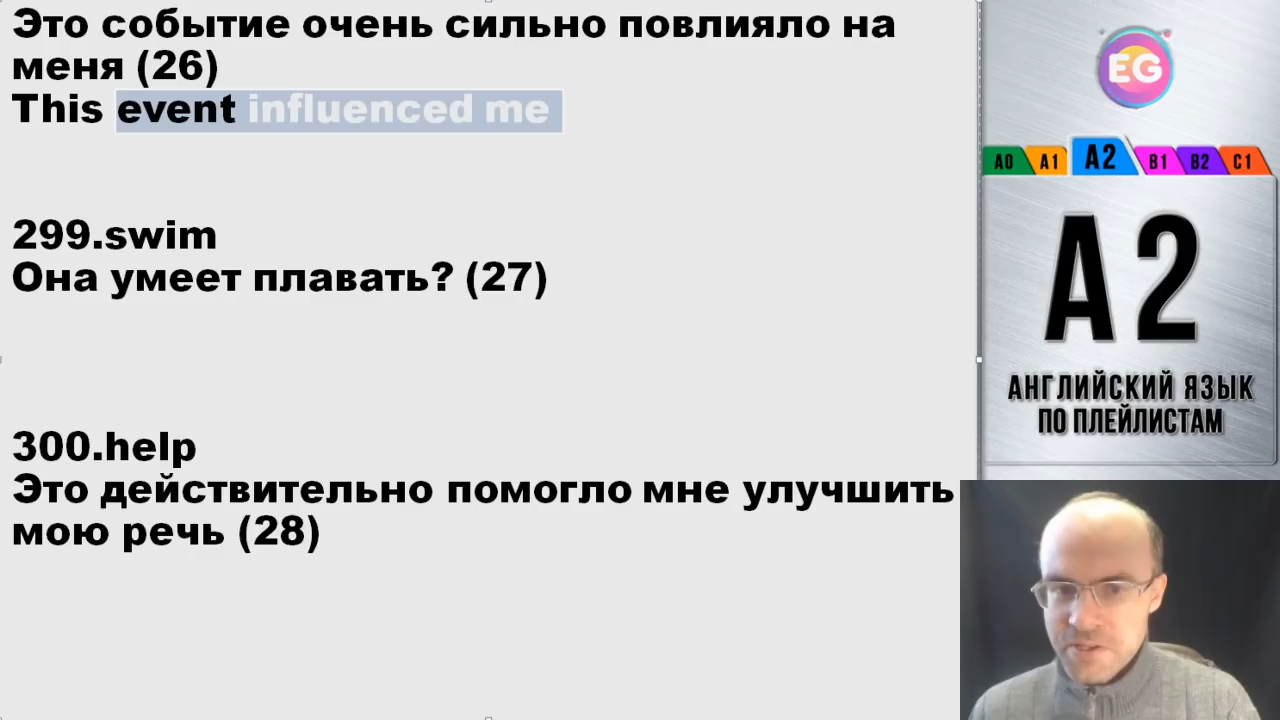 Это событие очень сильно повлияло на
меня (26)
This event influenced me
299.swim
Она умеет плавать? (27)
300.help
Это действительно помогло мне улучшить
мою речь (28)
EG
A0 A1 A2 B1 B2 C1
A2
АНГЛИЙСКИЙ ЯЗЫК
ПО ПЛЕЙЛИСТАМ